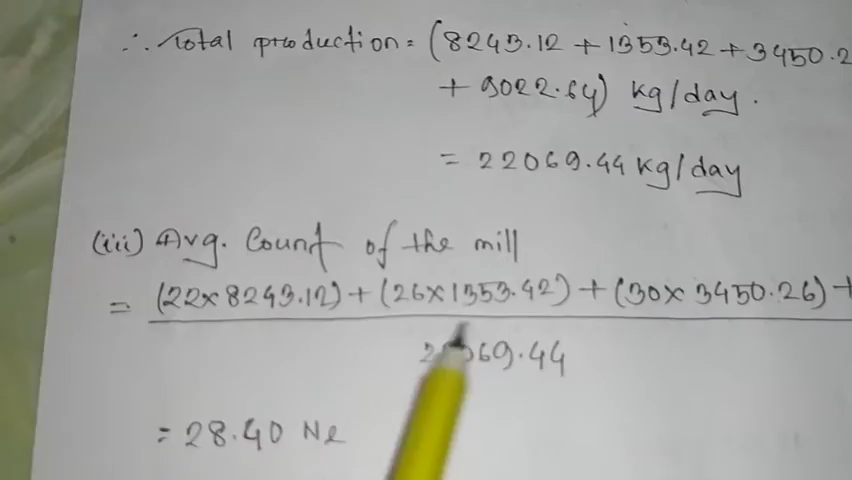 ∴ Total production = (8243.12 + 1353.42 + 3450.2
+ 9022.64) kg/day.
= 22069.44 kg/day
(iii) Avg. Count of the mill
= (22×8243.12) + (26×1353.42) + (30×3450.26) +
22069.44
= 28.40 Ne